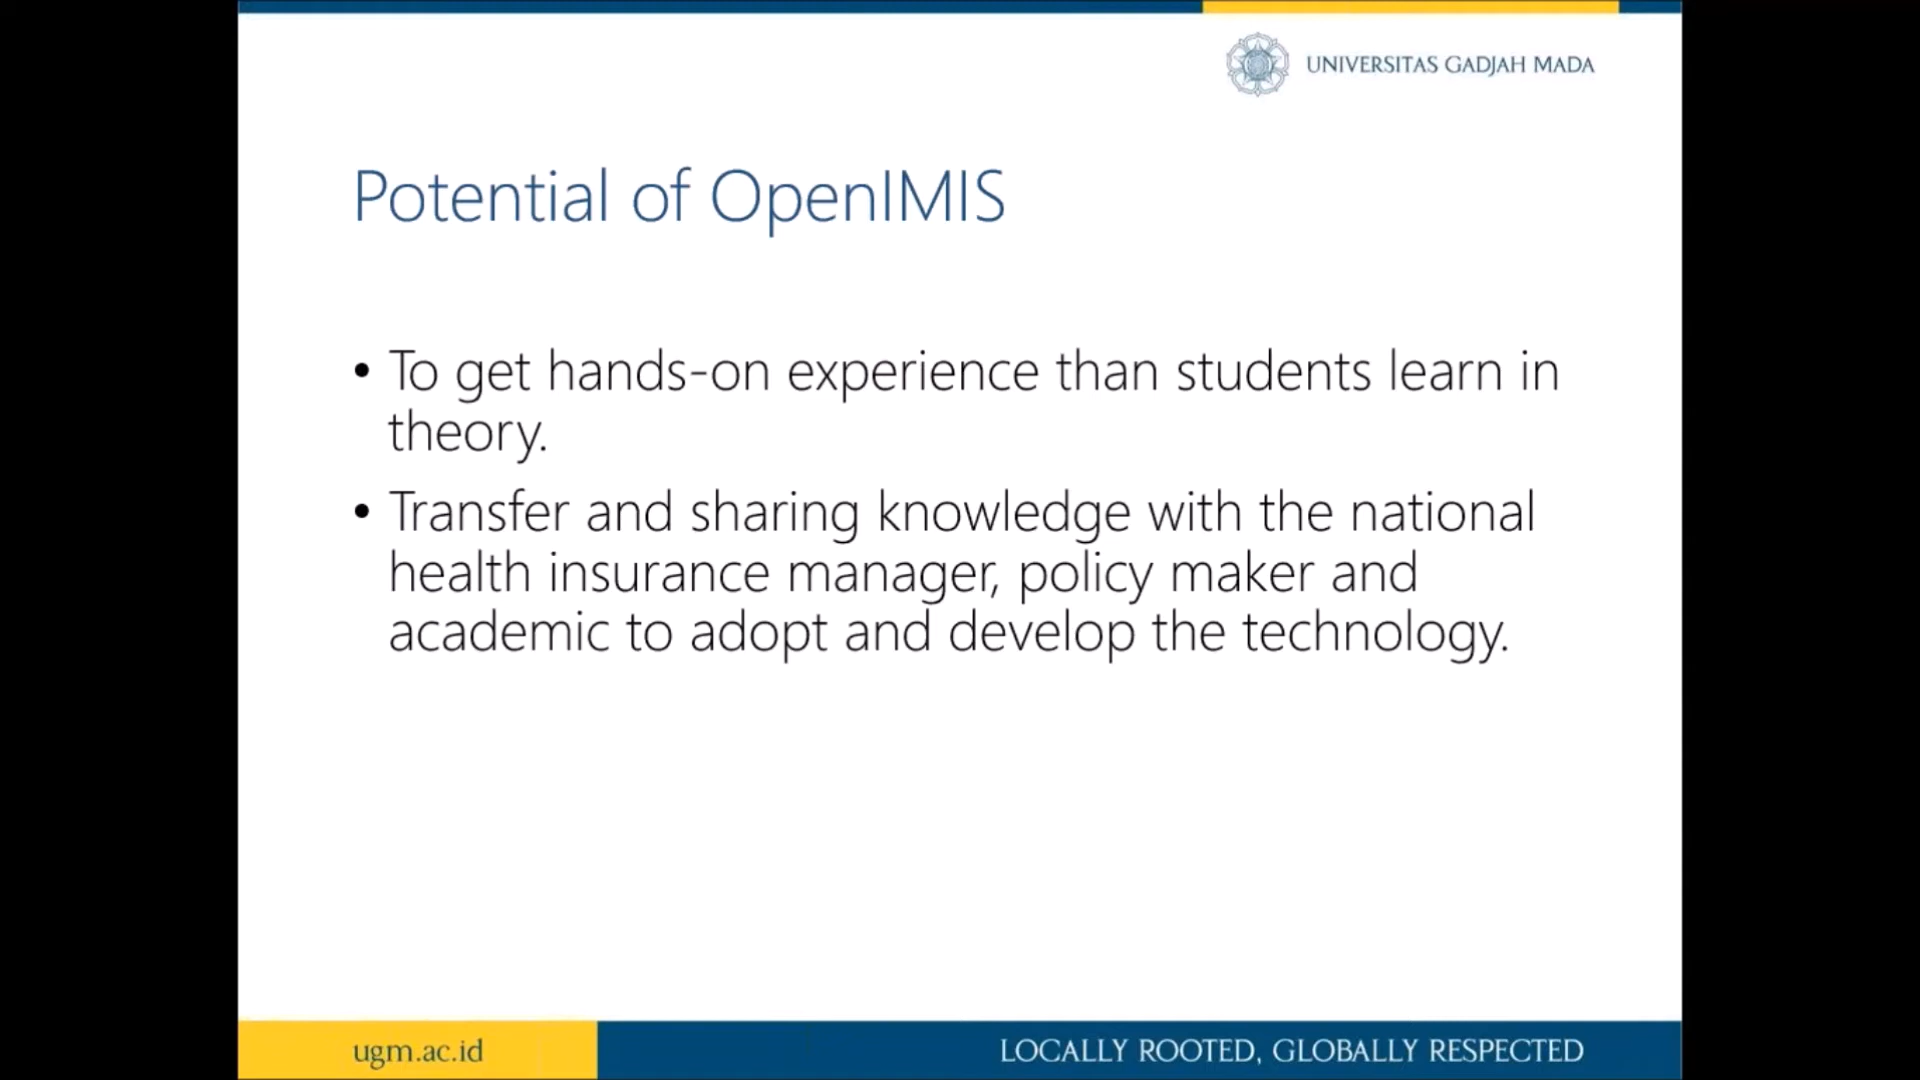 UNIVERSITAS GADJAH MADA
Potential of OpenIMIS
• To get hands-on experience than students learn in
theory.
• Transfer and sharing knowledge with the national
health insurance manager, policy maker and
academic to adopt and develop the technology.
ugm.ac.id
LOCALLY ROOTED, GLOBALLY RESPECTED